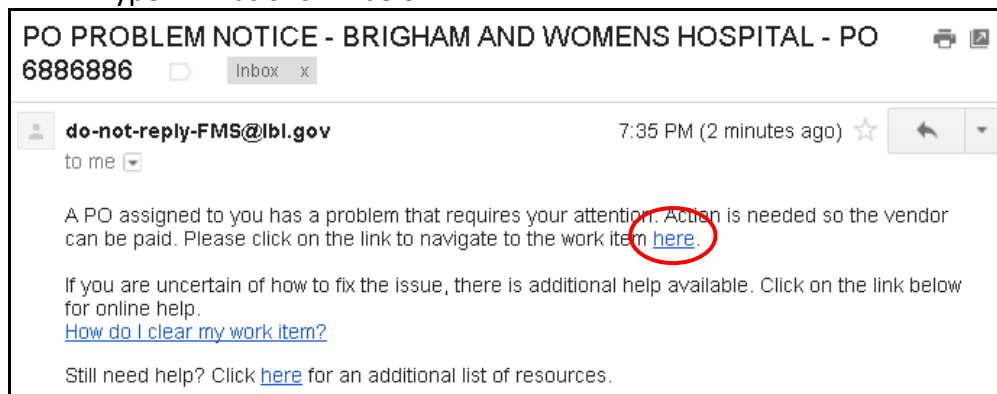 PO PROBLEM NOTICE - BRIGHAM AND WOMENS HOSPITAL - PO
6886886 Inbox x
do-not-reply-FMS@lbl.gov 7:35 PM (2 minutes ago)
to me
A PO assigned to you has a problem that requires your attention. Action is needed so the vendor
can be paid. Please click on the link to navigate to the work item here.
If you are uncertain of how to fix the issue, there is additional help available. Click on the link below
for online help.
How do I clear my work item?
Still need help? Click here for an additional list of resources.